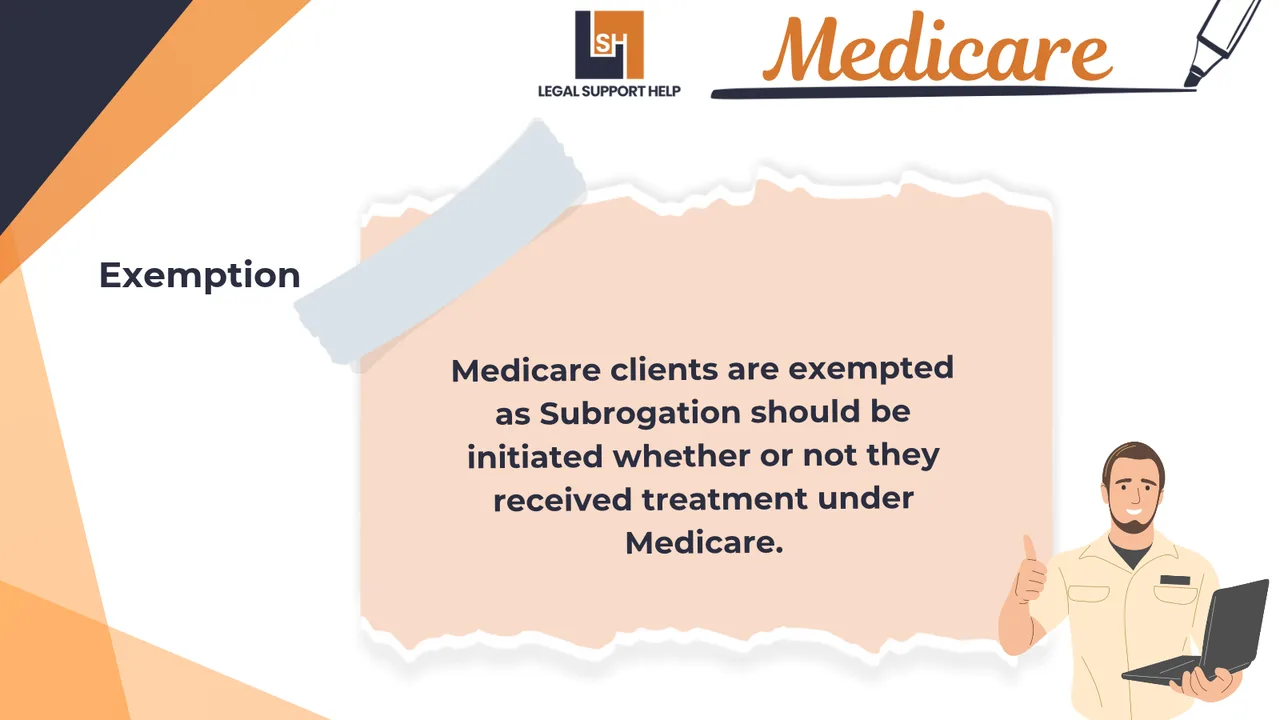 SH
LEGAL SUPPORT HELP
Medicare
Exemption
Medicare clients are exempted
as Subrogation should be
initiated whether or not they
received treatment under
Medicare.